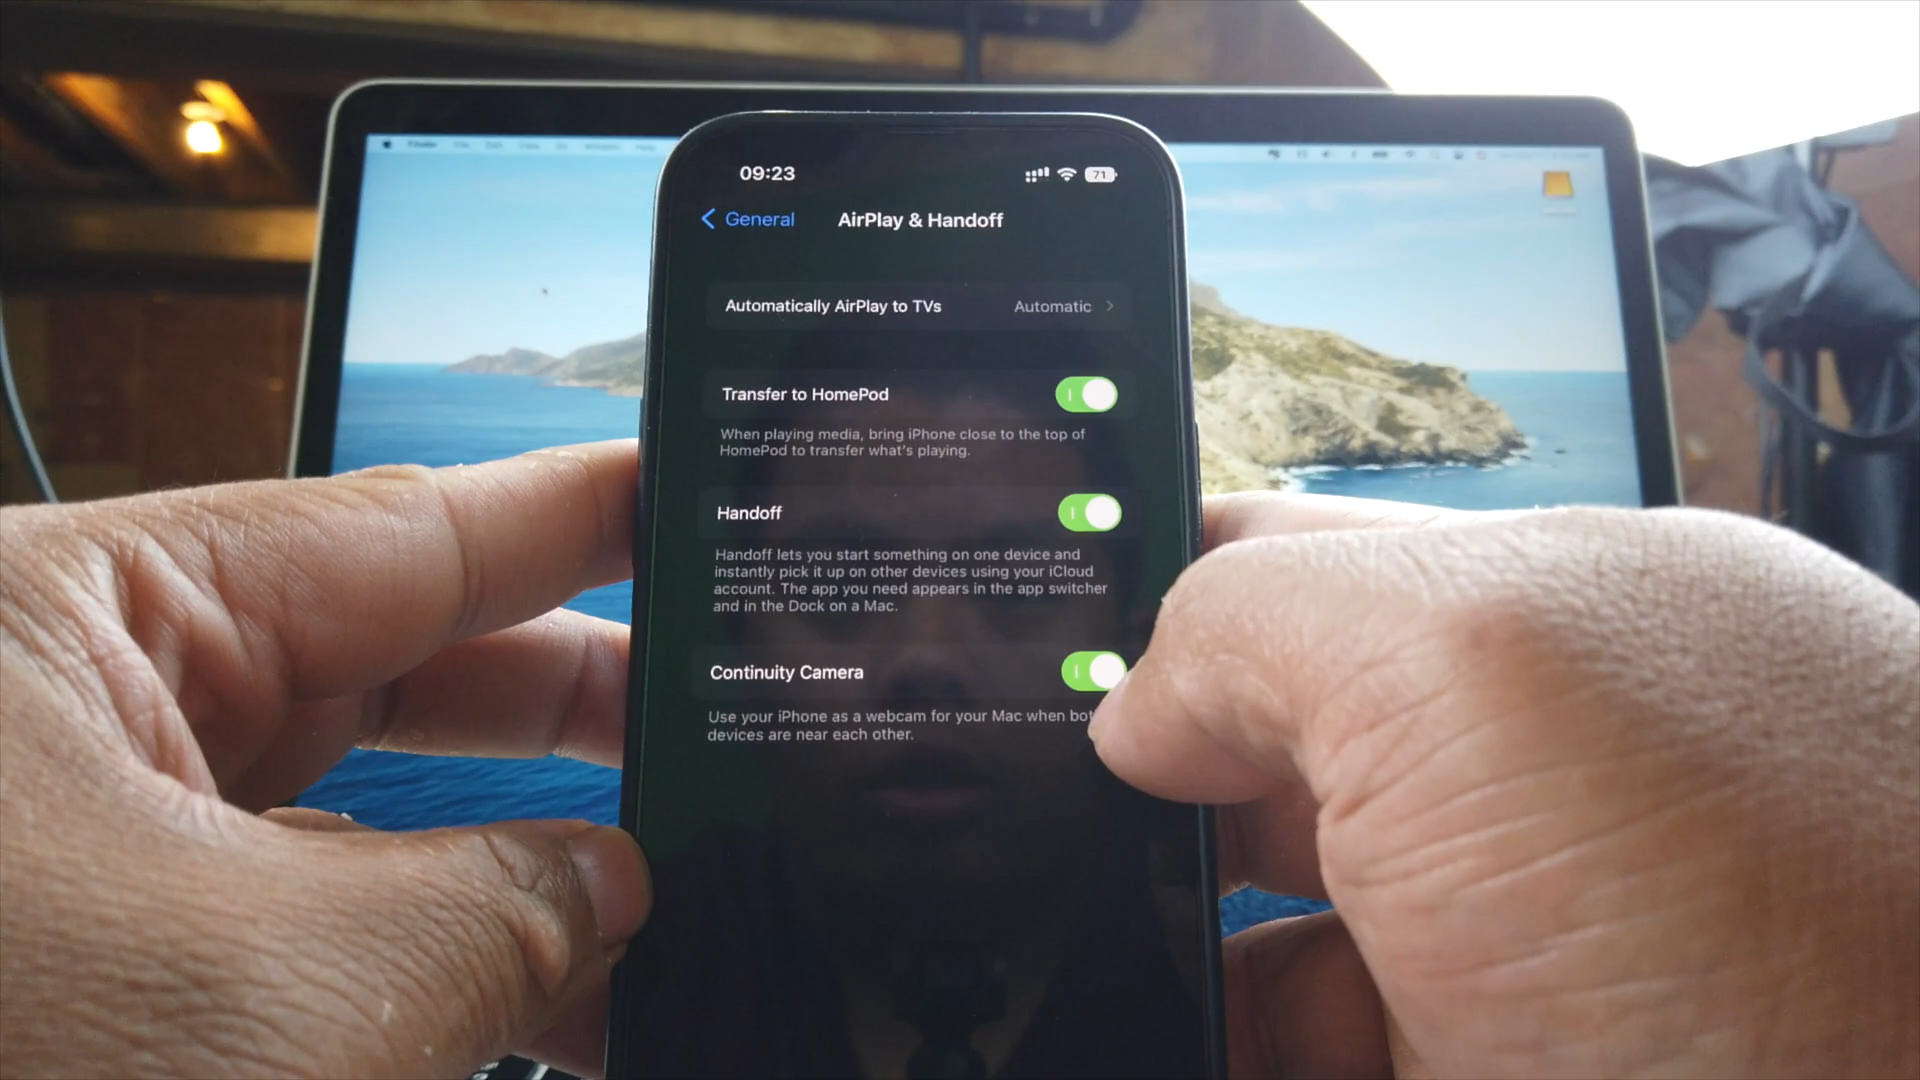 Finder
09:23
71
General
AirPlay & Handoff
Automatically AirPlay to TVs Automatic
Transfer to HomePod
When playing media, bring iPhone close to the top of
HomePod to transfer what's playing.
Handoff
Handoff lets you start something on one device and
instantly pick it up on other devices using your iCloud
account. The app you need appears in the app switcher
and in the Dock on a Mac.
Continuity Camera
Use your iPhone as a webcam for your Mac when
devices are near each other.